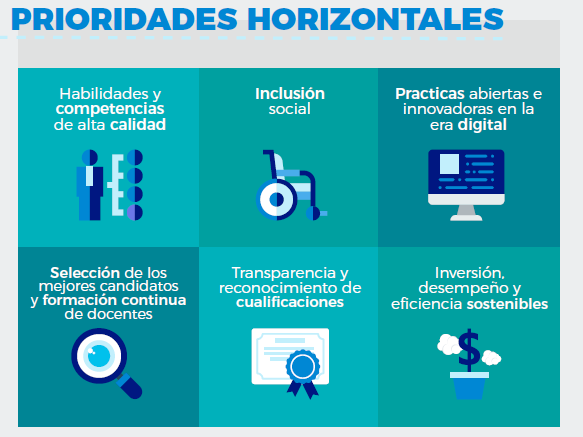 PRIORIDADES HORIZONTALES
Habilidades y
competencias
de alta calidad
Inclusión
social
Practicas abiertas e
innovadoras en la
era digital
Selección de los
mejores candidatos
y formación continua
de docentes
Transparencia y
reconocimiento de
cualificaciones
Inversión,
desempeño y
eficiencia sostenibles
$